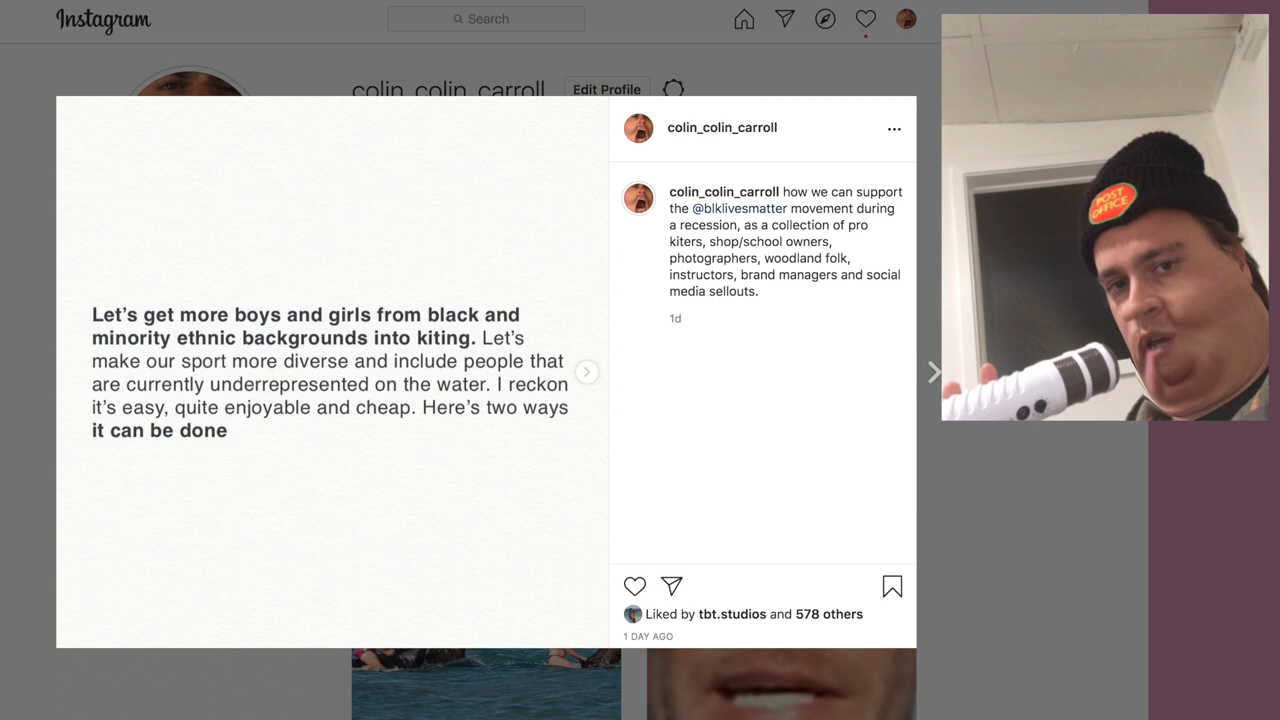 Instagram
Search
colin_colin_carroll
Edit Profile
Let's get more boys and girls from black and
minority ethnic backgrounds into kiting. Let's
make our sport more diverse and include people that
are currently underrepresented on the water. I reckon
it's easy, quite enjoyable and cheap. Here's two ways
it can be done
colin_colin_carroll
colin_colin_carroll how we can support
the @blklivesmatter movement during
a recession, as a collection of pro
kiters, shop/school owners,
photographers, woodland folk,
instructors, brand managers and social
media sellouts.
1d
Liked by tbt.studios and 578 others
1 DAY AGO
POST
OFFICE